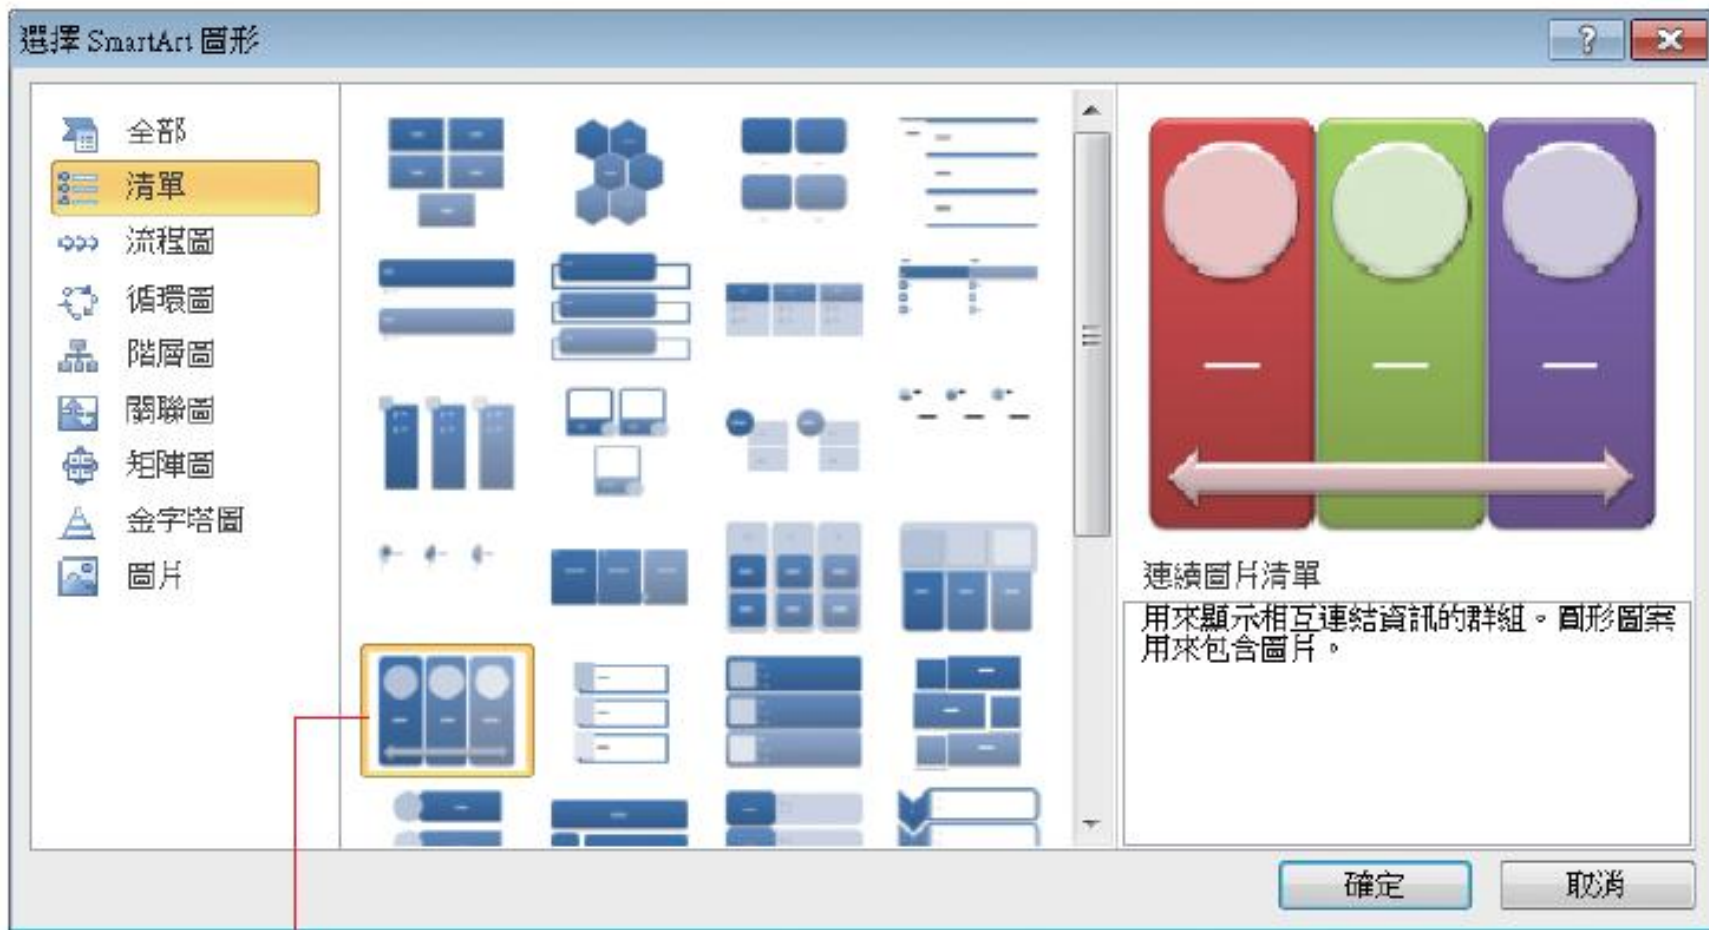 選擇 SmartArt 圖形
全部
清單
流程圖
循環圖
階層圖
關聯圖
矩陣圖
金字塔圖
圖片
連續圖片清單
用來顯示相互連結資訊的群組。圓形圖案
用來包含圖片。
確定
取消